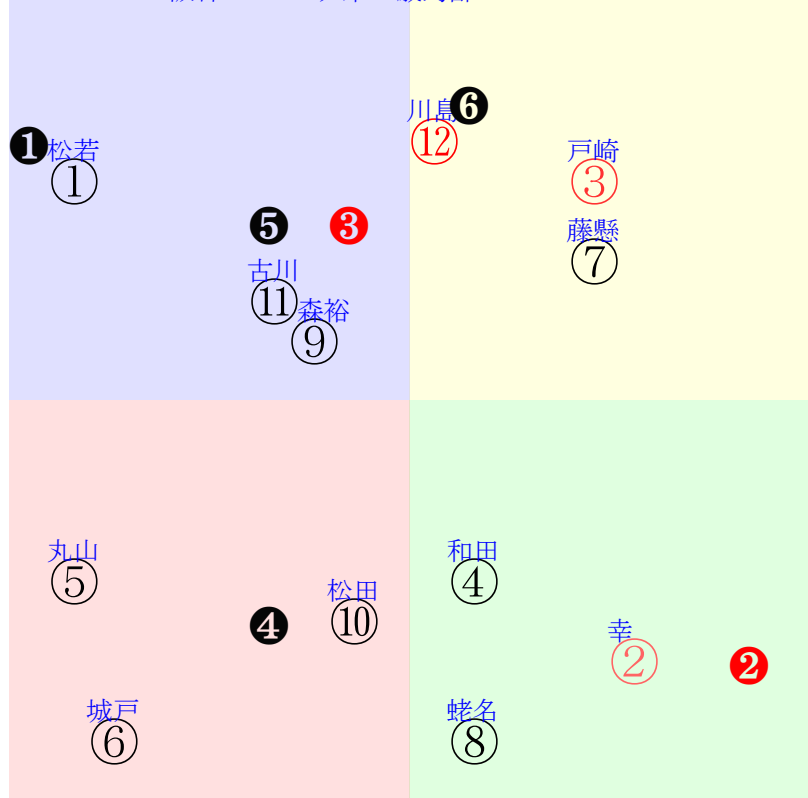 川島 ❻
⑫
❶ 松若 戸崎
① ③
❺ ❸ 藤懸
⑦
古川
⑪ 森裕
⑨
丸山 和田
⑤ ④
松田
❹ ⑩
幸
② ❷
城戸 蛯名
⑥ ⑧